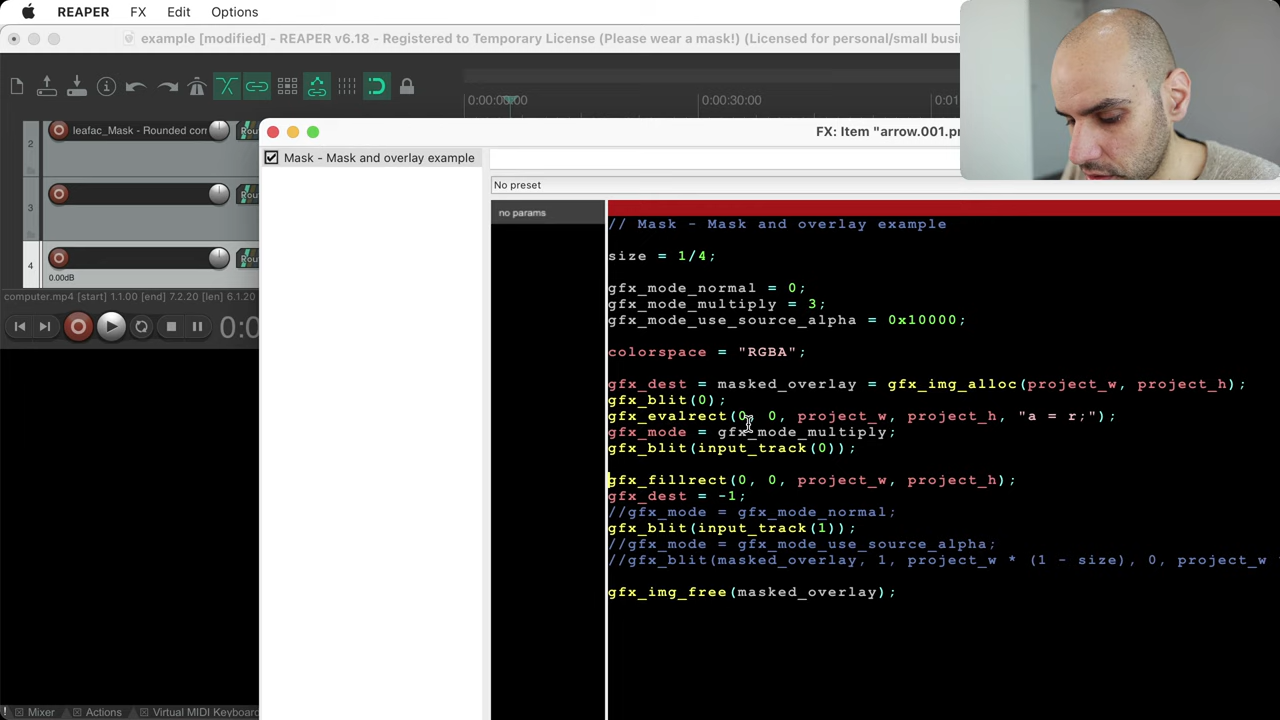 REAPER FX Edit Options
example [modified] - REAPER v6.18 - Registered to Temporary License (Please wear a mask!) (Licensed for personal/small busi
0:00:00 0:00:30:00 0:01
2 leafac_Mask - Rounded corr Rou
FX: Item "arrow.001.pr
Mask - Mask and overlay example
No preset
3
no params
4
0.00dB
computer.mp4 [start] 1.1.00 [end] 7.2.20 [len] 6.1.20
0:0
// Mask - Mask and overlay example
size = 1/4;
gfx_mode_normal = 0;
gfx_mode_multiply = 3;
gfx_mode_use_source_alpha = 0x10000;
colorspace = "RGBA";
gfx_dest = masked_overlay = gfx_img_alloc(project_w, project_h);
gfx_blit(0);
gfx_evalrect(0, 0, project_w, project_h, "a = r;");
gfx_mode = gfx_mode_multiply;
gfx_blit(input_track(0));
gfx_fillrect(0, 0, project_w, project_h);
gfx_dest = -1;
//gfx_mode = gfx_mode_normal;
gfx_blit(input_track(1));
//gfx_mode = gfx_mode_use_source_alpha;
//gfx_blit(masked_overlay, 1, project_w * (1 - size), 0, project_w
gfx_img_free(masked_overlay);
! Mixer Actions Virtual MIDI Keyboard